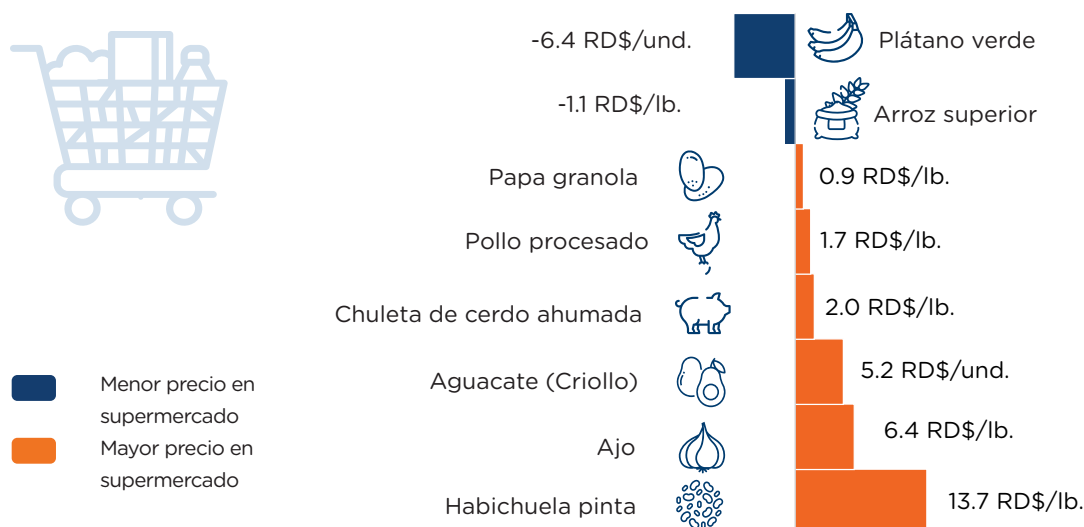 -6.4 RD$/und.
Plátano verde
-1.1 RD$/lb.
Arroz superior
Papa granola
0.9 RD$/lb.
Pollo procesado
1.7 RD$/lb.
Chuleta de cerdo ahumada
2.0 RD$/lb.
Aguacate (Criollo)
5.2 RD$/und.
Ajo
6.4 RD$/lb.
Habichuela pinta
13.7 RD$/lb.
Menor precio en
supermercado
Mayor precio en
supermercado